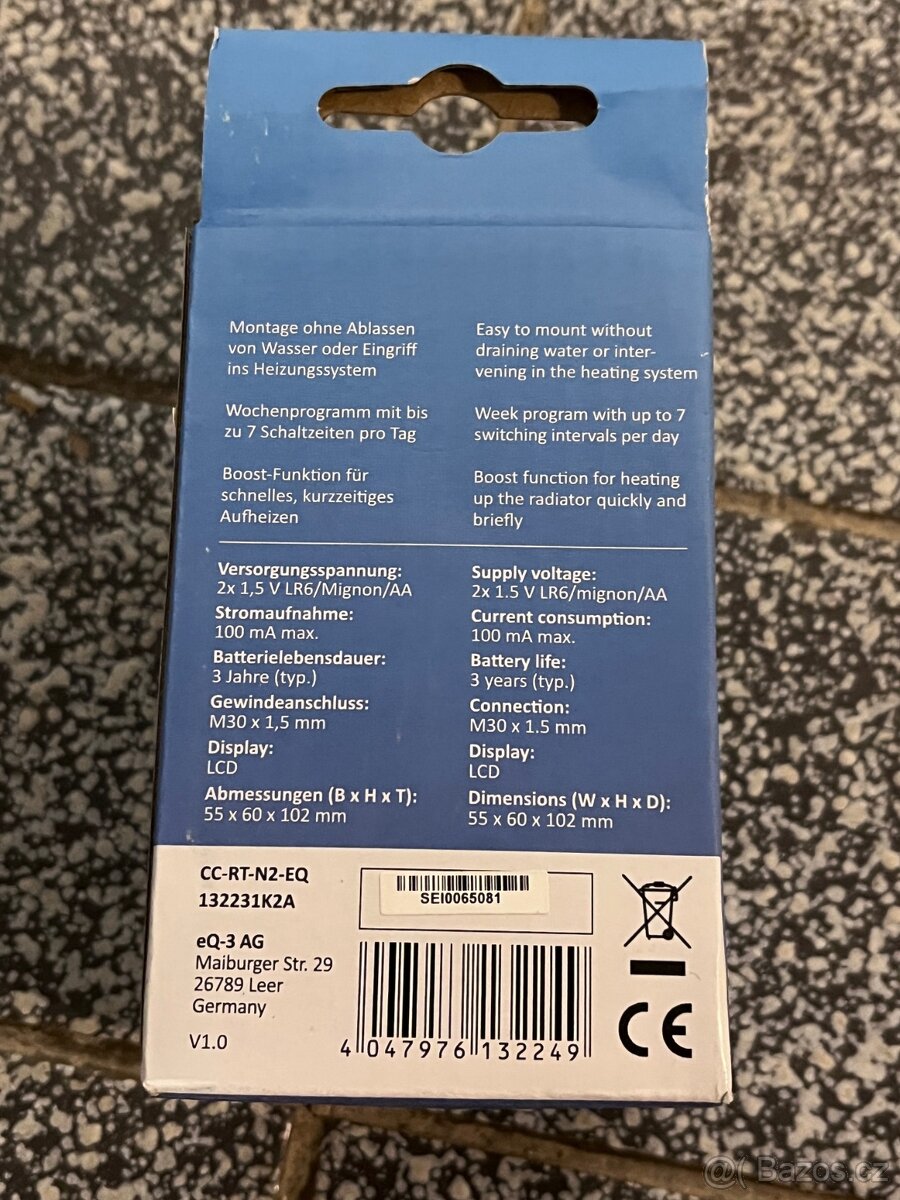 Montage ohne Ablassen
von Wasser oder Eingriff
ins Heizungssystem
Wochenprogramm mit bis
zu 7 Schaltzeiten pro Tag
Boost-Funktion für
schnelles, kurzzeitiges
Aufheizen
Easy to mount without
draining water or inter-
vening in the heating system
Week program with up to 7
switching intervals per day
Boost function for heating
up the radiator quickly and
briefly
Versorgungsspannung:
2x 1,5 V LR6/Mignon/AA
Stromaufnahme:
100 mA max.
Batterielebensdauer:
3 Jahre (typ.)
Gewindeanschluss:
M30 x 1,5 mm
Display:
LCD
Abmessungen (B x H x T):
55 x 60 x 102 mm
Supply voltage:
2x 1.5 V LR6/mignon/AA
Current consumption:
100 mA max.
Battery life:
3 years (typ.)
Connection:
M30 x 1.5 mm
Display:
LCD
Dimensions (W x H x D):
55 x 60 x 102 mm
CC-RT-N2-EQ
132231K2A
eQ-3 AG
Maiburger Str. 29
26789 Leer
Germany
V1.0
SEI0065081
4 047976 132249
CE
@( Bazos.cz